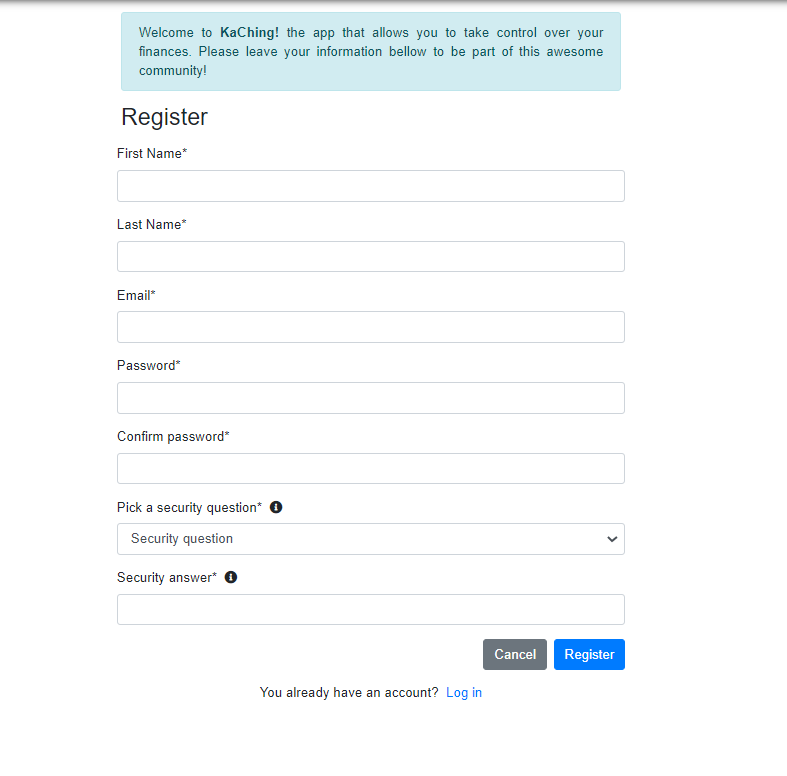 Welcome to KaChing! the app that allows you to take control over your
finances. Please leave your information bellow to be part of this awesome
community!
Register
First Name*
Last Name*
Email*
Password*
Confirm password*
Pick a security question*
Security question
Security answer*
Cancel Register
You already have an account? Log in